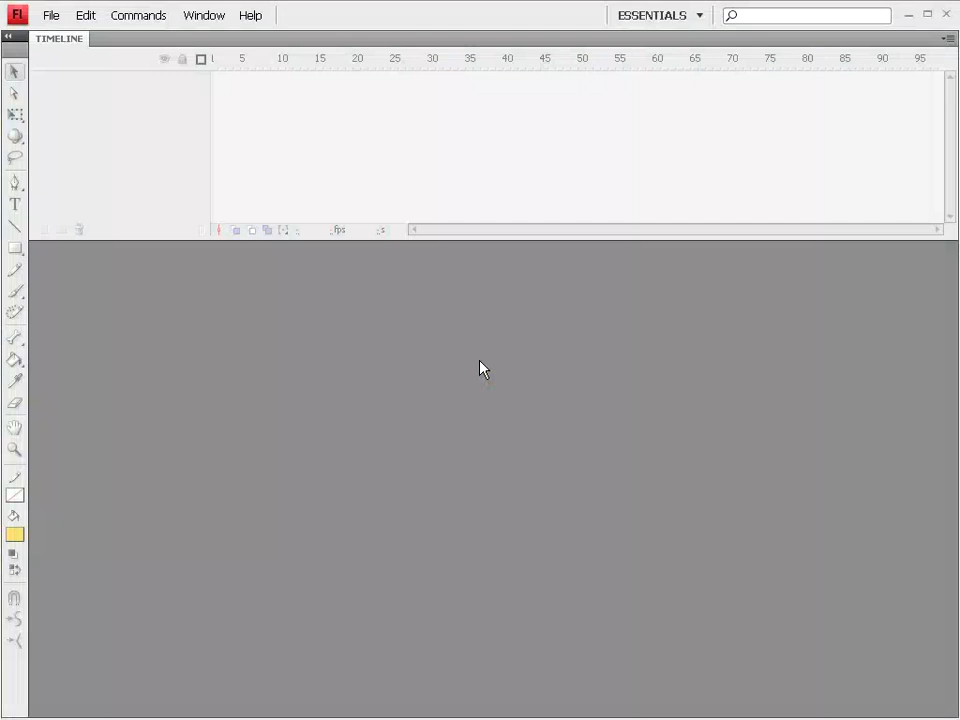 Fl File Edit Commands Window Help ESSENTIALS
TIMELINE
5 10 15 20 25 30 35 40 45 50 55 60 65 70 75 80 85 90 95
fps s
T